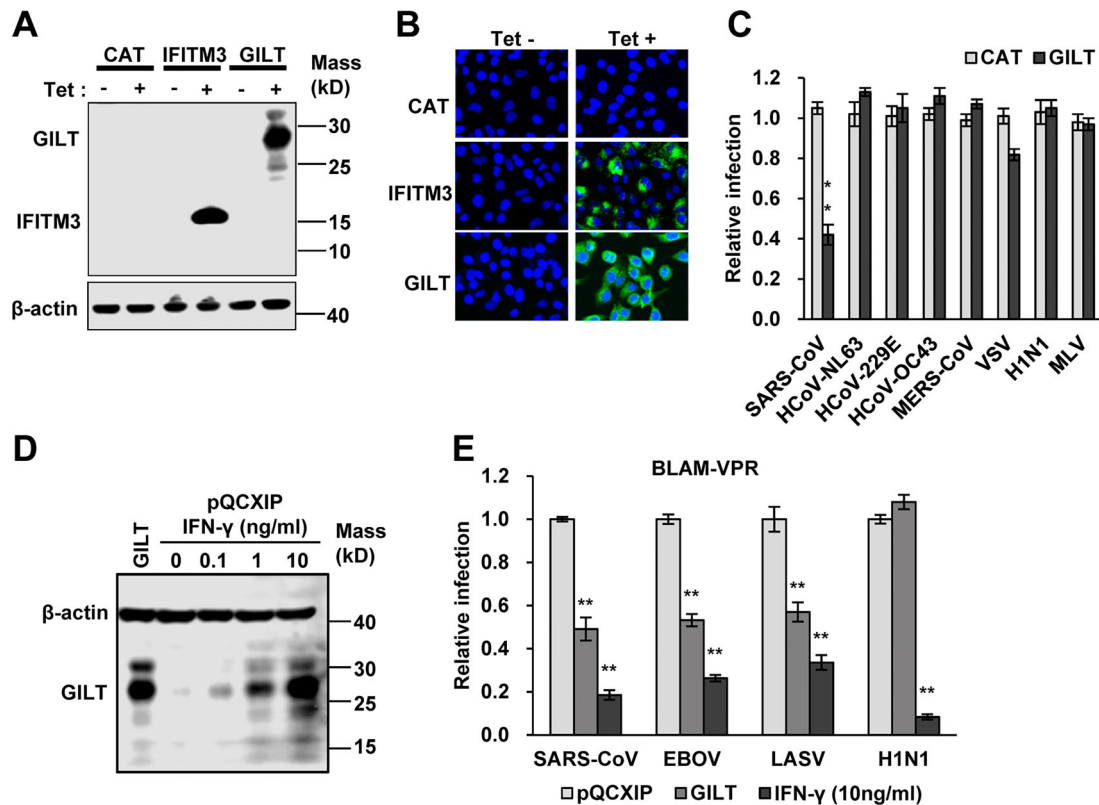 A
CAT IFITM3 GILT Mass
Tet : - + - + - + (kD)
GILT
30
25
IFITM3
15
10
β-actin
40
B
Tet - Tet +
CAT
IFITM3
GILT
C
CAT GILT
Relative infection
1.2
1.0
0.8
0.6
0.4
0.2
0.0
**
SARS-CoV
HCoV-NL63
HCoV-229E
HCoV-OC43
MERS-CoV
VSV
H1N1
MLV
D
pQCXIP
IFN-γ (ng/ml) Mass
GILT 0 0.1 1 10 (kD)
β-actin
40
30
GILT
25
15
E
BLAM-VPR
Relative infection
1.0
0.8
0.6
0.4
0.2
0.0
** ** ** ** ** ** **
SARS-CoV EBOV LASV H1N1
pQCXIP GILT IFN-γ (10ng/ml)